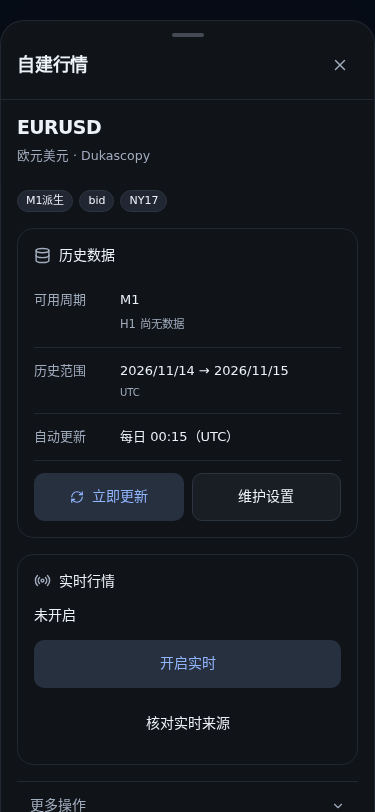 自建行情
EURUSD
欧元美元 · Dukascopy
M1派生 bid NY17
历史数据
可用周期 M1
H1 尚无数据
历史范围 2026/11/14 → 2026/11/15
UTC
自动更新 每日 00:15（UTC）
立即更新 维护设置
实时行情
未开启
开启实时
核对实时来源
更多操作